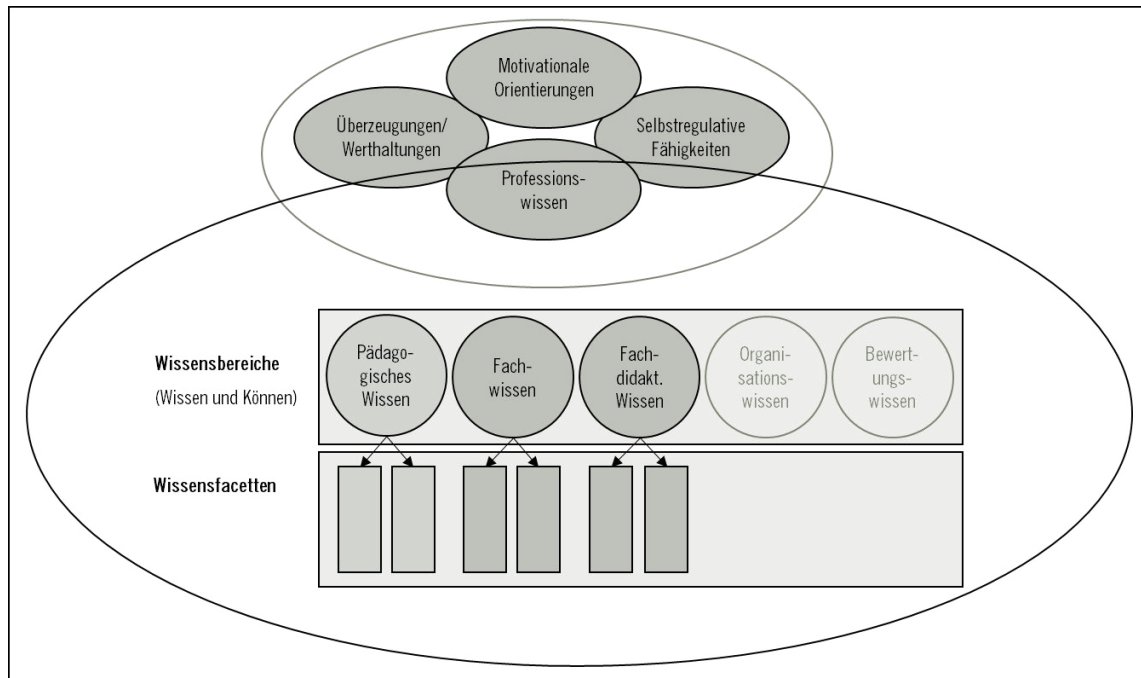 Motivationale
Orientierungen
Überzeugungen/
Werthaltungen
Selbstregulative
Fähigkeiten
Professions-
wissen
Wissensbereiche
(Wissen und Können)
Pädago-
gisches
Wissen
Fach-
wissen
Fach-
didakt.
Wissen
Organi-
sations-
wissen
Bewert-
ungs-
wissen
Wissensfacetten